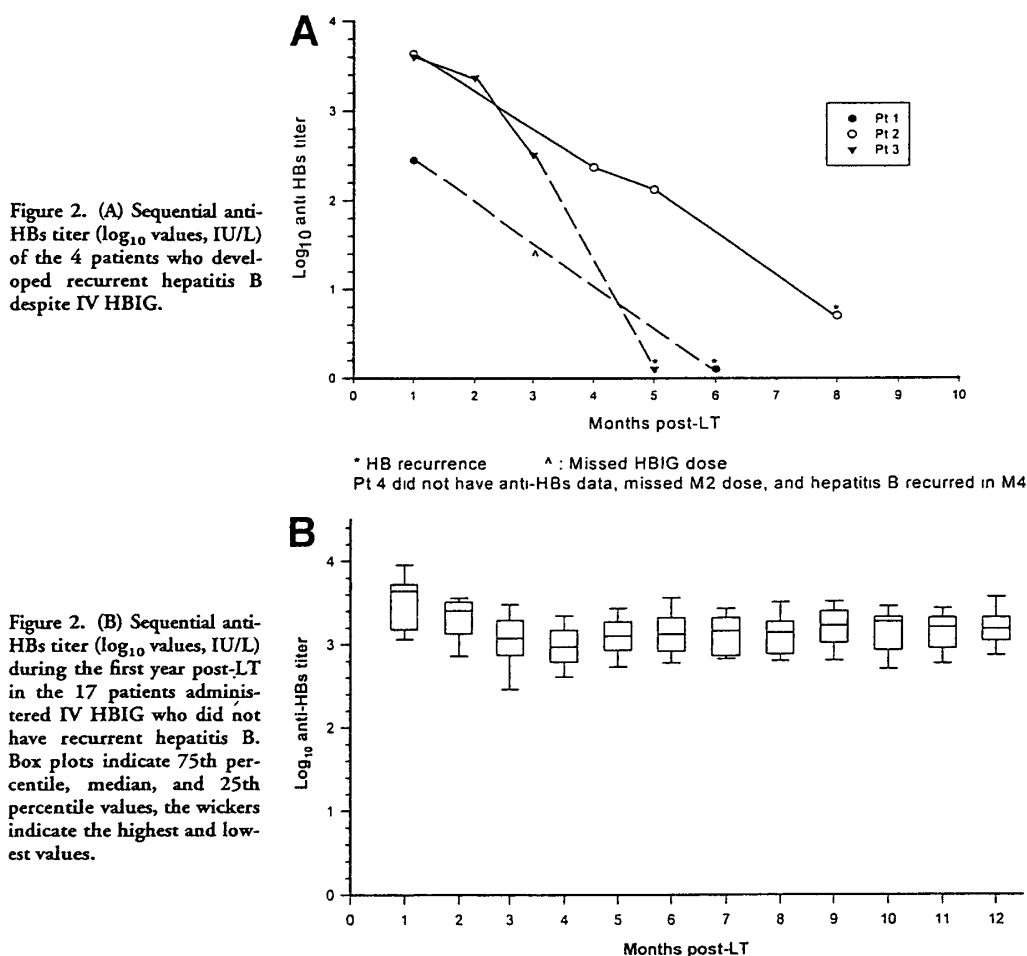 A
4
3
2
1
0
Log10 anti HBs titer
Pt 1
Pt 2
Pt 3
^
*
*
*
0 1 2 3 4 5 6 7 8 9 10
Months post-LT
* HB recurrence ^ : Missed HBIG dose
Pt 4 did not have anti-HBs data, missed M2 dose, and hepatitis B recurred in M4
Figure 2. (A) Sequential anti-
HBs titer (log10 values, IU/L)
of the 4 patients who devel-
oped recurrent hepatitis B
despite IV HBIG.
B
4
3
2
1
0
Log10 anti-HBs titer
0 1 2 3 4 5 6 7 8 9 10 11 12
Months post-LT
Figure 2. (B) Sequential anti-
HBs titer (log10 values, IU/L)
during the first year post-LT
in the 17 patients adminis-
tered IV HBIG who did not
have recurrent hepatitis B.
Box plots indicate 75th per-
centile, median, and 25th
percentile values, the wickers
indicate the highest and low-
est values.